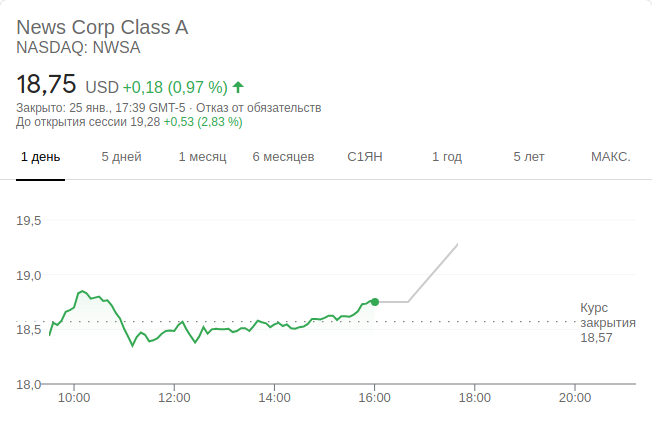 News Corp Class A
NASDAQ: NWSA
18,75 USD +0,18 (0,97 %)
Закрыто: 25 янв., 17:39 GMT-5 · Отказ от обязательств
До открытия сессии 19,28 +0,53 (2,83 %)
1 день 5 дней 1 месяц 6 месяцев С1ЯН 1 год 5 лет МАКС.
19,5
19,0
Курс
закрытия
18,57
18,5
18,0
10:00 12:00 14:00 16:00 18:00 20:00